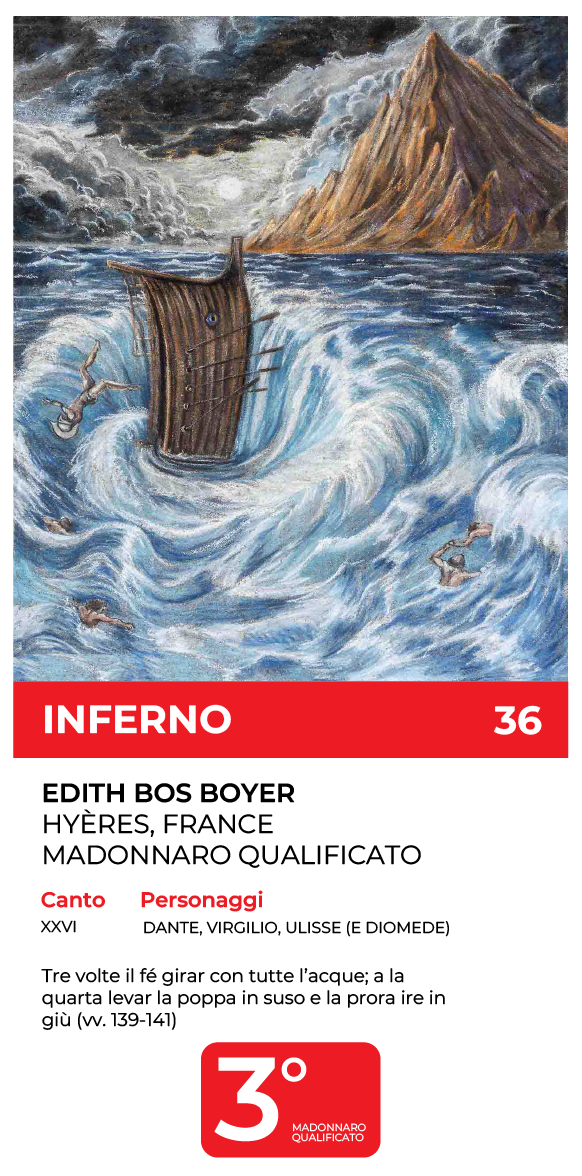 INFERNO 36
EDITH BOS BOYER
HYÈRES, FRANCE
MADONNARO QUALIFICATO
Canto Personaggi
XXVI DANTE, VIRGILIO, ULISSE (E DIOMEDE)
Tre volte il fé girar con tutte l'acque; a la
quarta levar la poppa in suso e la prora ire in
giù (vv. 139-141)
3°
MADONNARO
QUALIFICATO